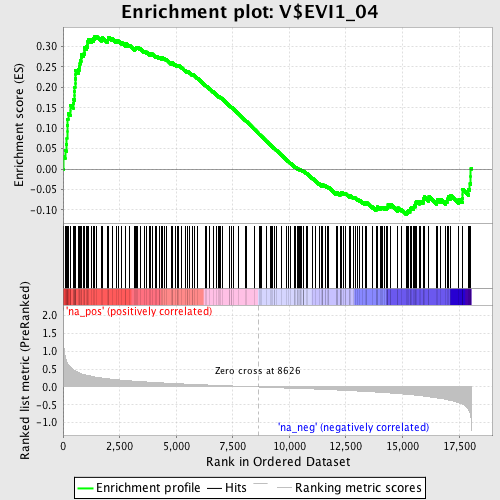 Enrichment plot: V$EVI1_04
Enrichment score (ES)
0.30
0.25
0.20
0.15
0.10
0.05
0.00
-0.05
-0.10
'na_pos' (positively correlated)
Ranked list metric (PreRanked)
2.0
1.5
1.0
0.5
0.0
-0.5
-1.0
Zero cross at 8626
'na_neg' (negatively correlated)
0
2,500
5,000
7,500
10,000
12,500
15,000
17,500
Rank in Ordered Dataset
Enrichment profile
Hits
Ranking metric scores